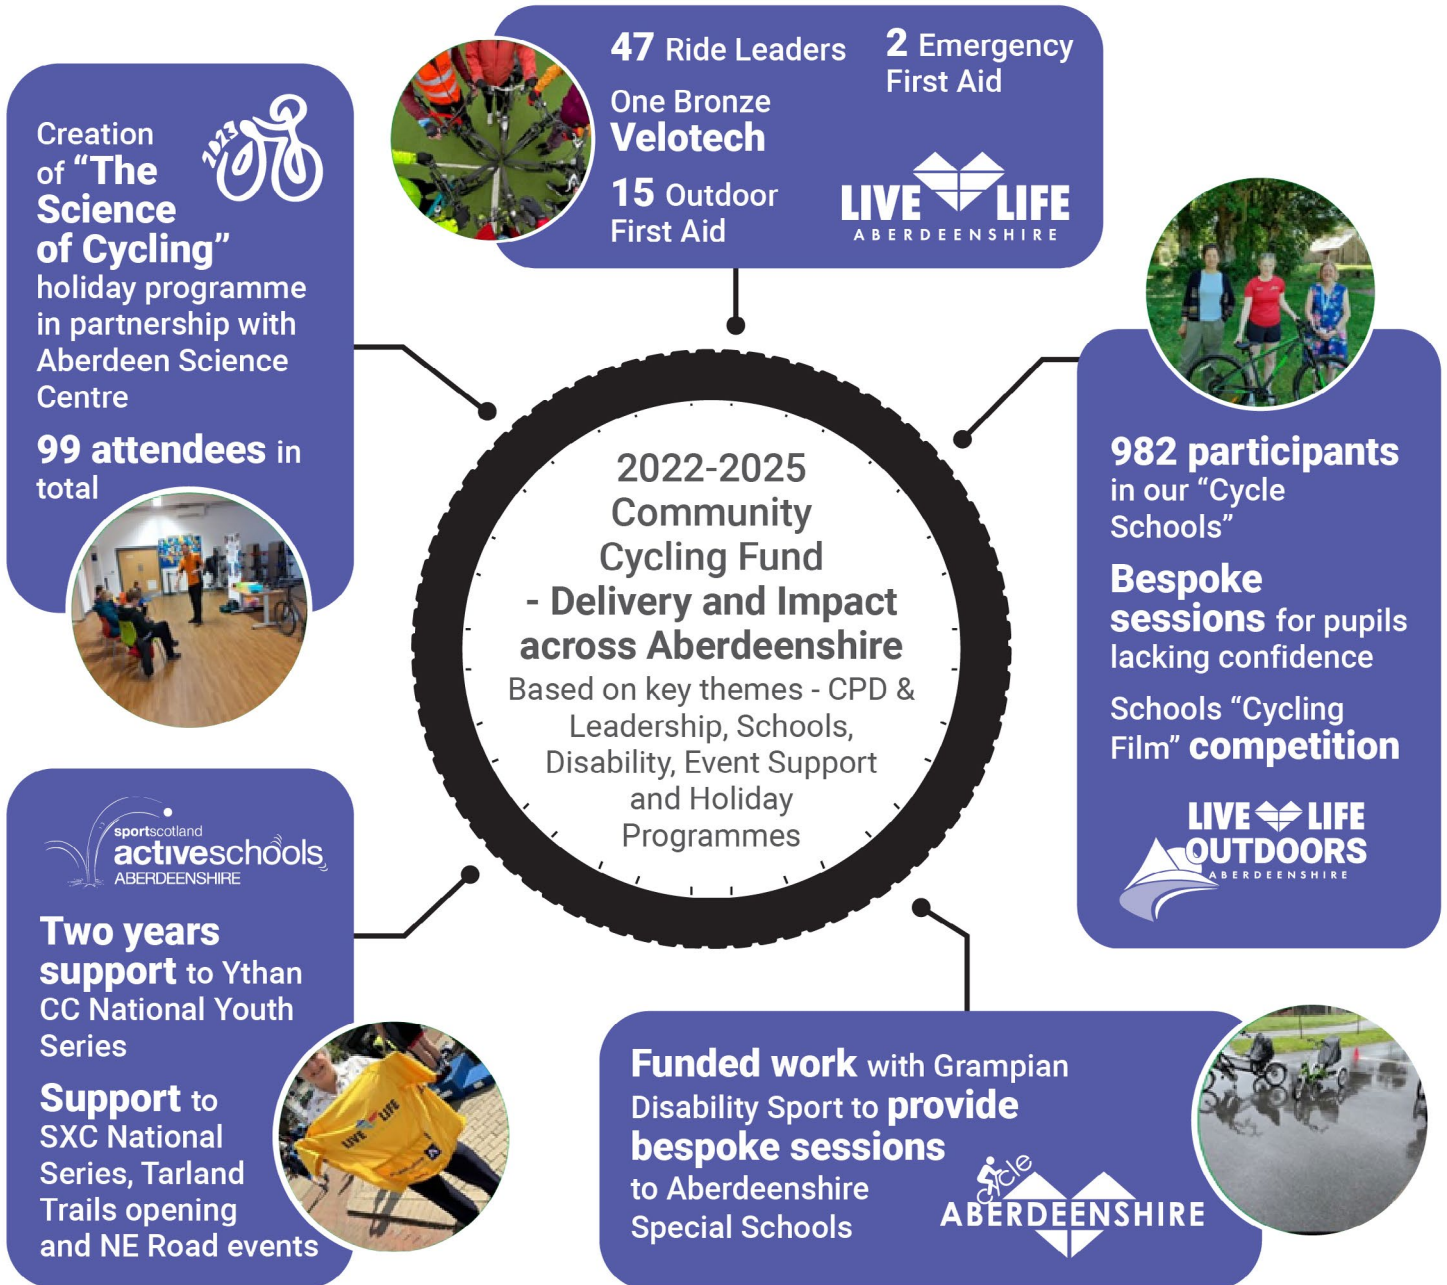 47 Ride Leaders
One Bronze
Velotech
15 Outdoor
First Aid
2 Emergency
First Aid
LIVE LIFE
ABERDEENSHIRE
2023
Creation
of “The
Science
of Cycling”
holiday programme
in partnership with
Aberdeen Science
Centre
99 attendees in
total
2022-2025
Community
Cycling Fund
- Delivery and Impact
across Aberdeenshire
Based on key themes - CPD &
Leadership, Schools,
Disability, Event Support
and Holiday
Programmes
982 participants
in our “Cycle
Schools”
Bespoke
sessions for pupils
lacking confidence
Schools “Cycling
Film” competition
LIVE LIFE
OUTDOORS
ABERDEENSHIRE
sportscotland
activeschools
ABERDEENSHIRE
Two years
support to Ythan
CC National Youth
Series
Support to
SXC National
Series, Tarland
Trails opening
and NE Road events
LIVE LIFE
Funded work with Grampian
Disability Sport to provide
bespoke sessions
to Aberdeenshire
Special Schools
cycle
ABERDEENSHIRE